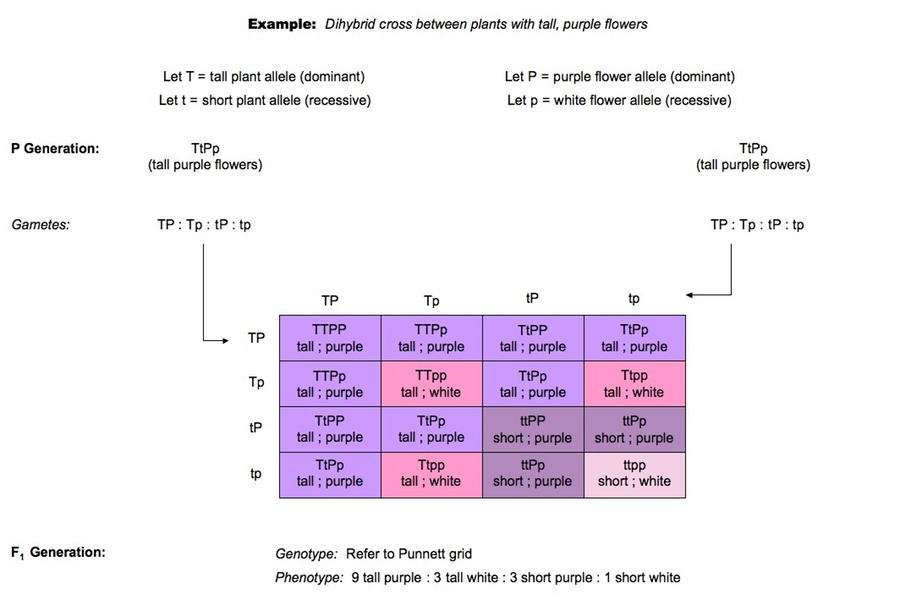 Example: Dihybrid cross between plants with tall, purple flowers
Let T = tall plant allele (dominant)
Let t = short plant allele (recessive)
Let P = purple flower allele (dominant)
Let p = white flower allele (recessive)
P Generation:
TtPp
(tall purple flowers)
TtPp
(tall purple flowers)
Gametes:
TP : Tp : tP : tp
TP : Tp : tP : tp
TP Tp tP tp
TP
TTPP
tall ; purple
TTPp
tall ; purple
TtPP
tall ; purple
TtPp
tall ; purple
Tp
TTPp
tall ; purple
TTpp
tall ; white
TtPp
tall ; purple
Ttpp
tall ; white
tP
TtPP
tall ; purple
TtPp
tall ; purple
ttPP
short ; purple
ttPp
short ; purple
tp
TtPp
tall ; purple
Ttpp
tall ; white
ttPp
short ; purple
ttpp
short ; white
F₁ Generation:
Genotype: Refer to Punnett grid
Phenotype: 9 tall purple : 3 tall white : 3 short purple : 1 short white